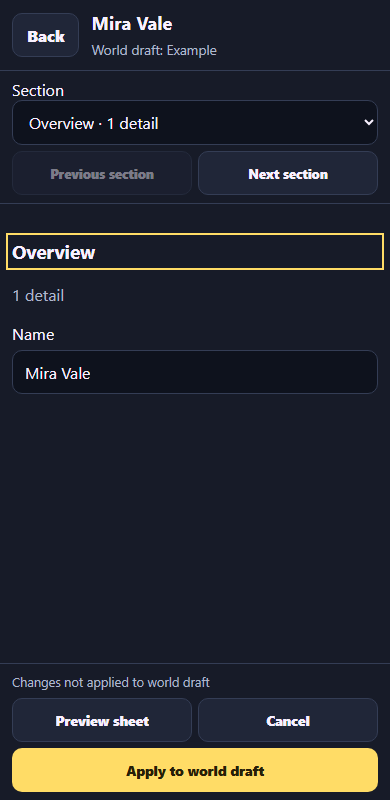 Back
Mira Vale
World draft: Example
Section
Overview · 1 detail
Previous section
Next section
Overview
1 detail
Name
Mira Vale
Changes not applied to world draft
Preview sheet
Cancel
Apply to world draft